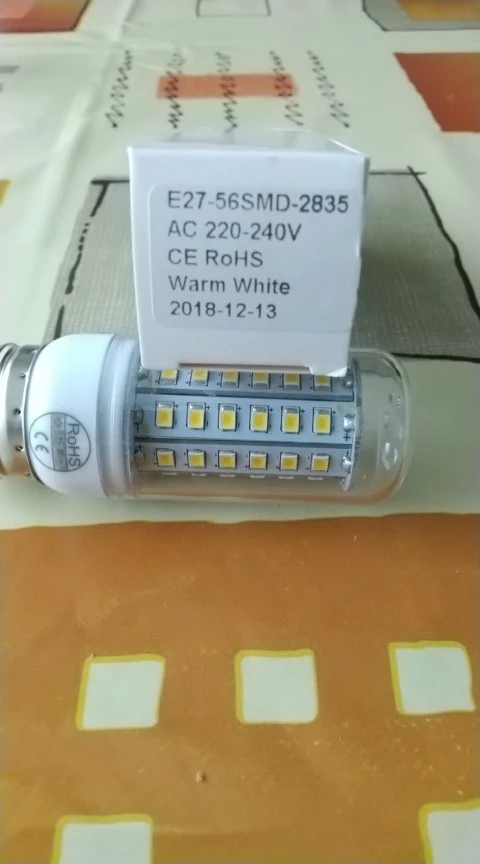 E27-56SMD-2835
AC 220-240V
CE RoHS
Warm White
2018-12-13
RoHS
CE